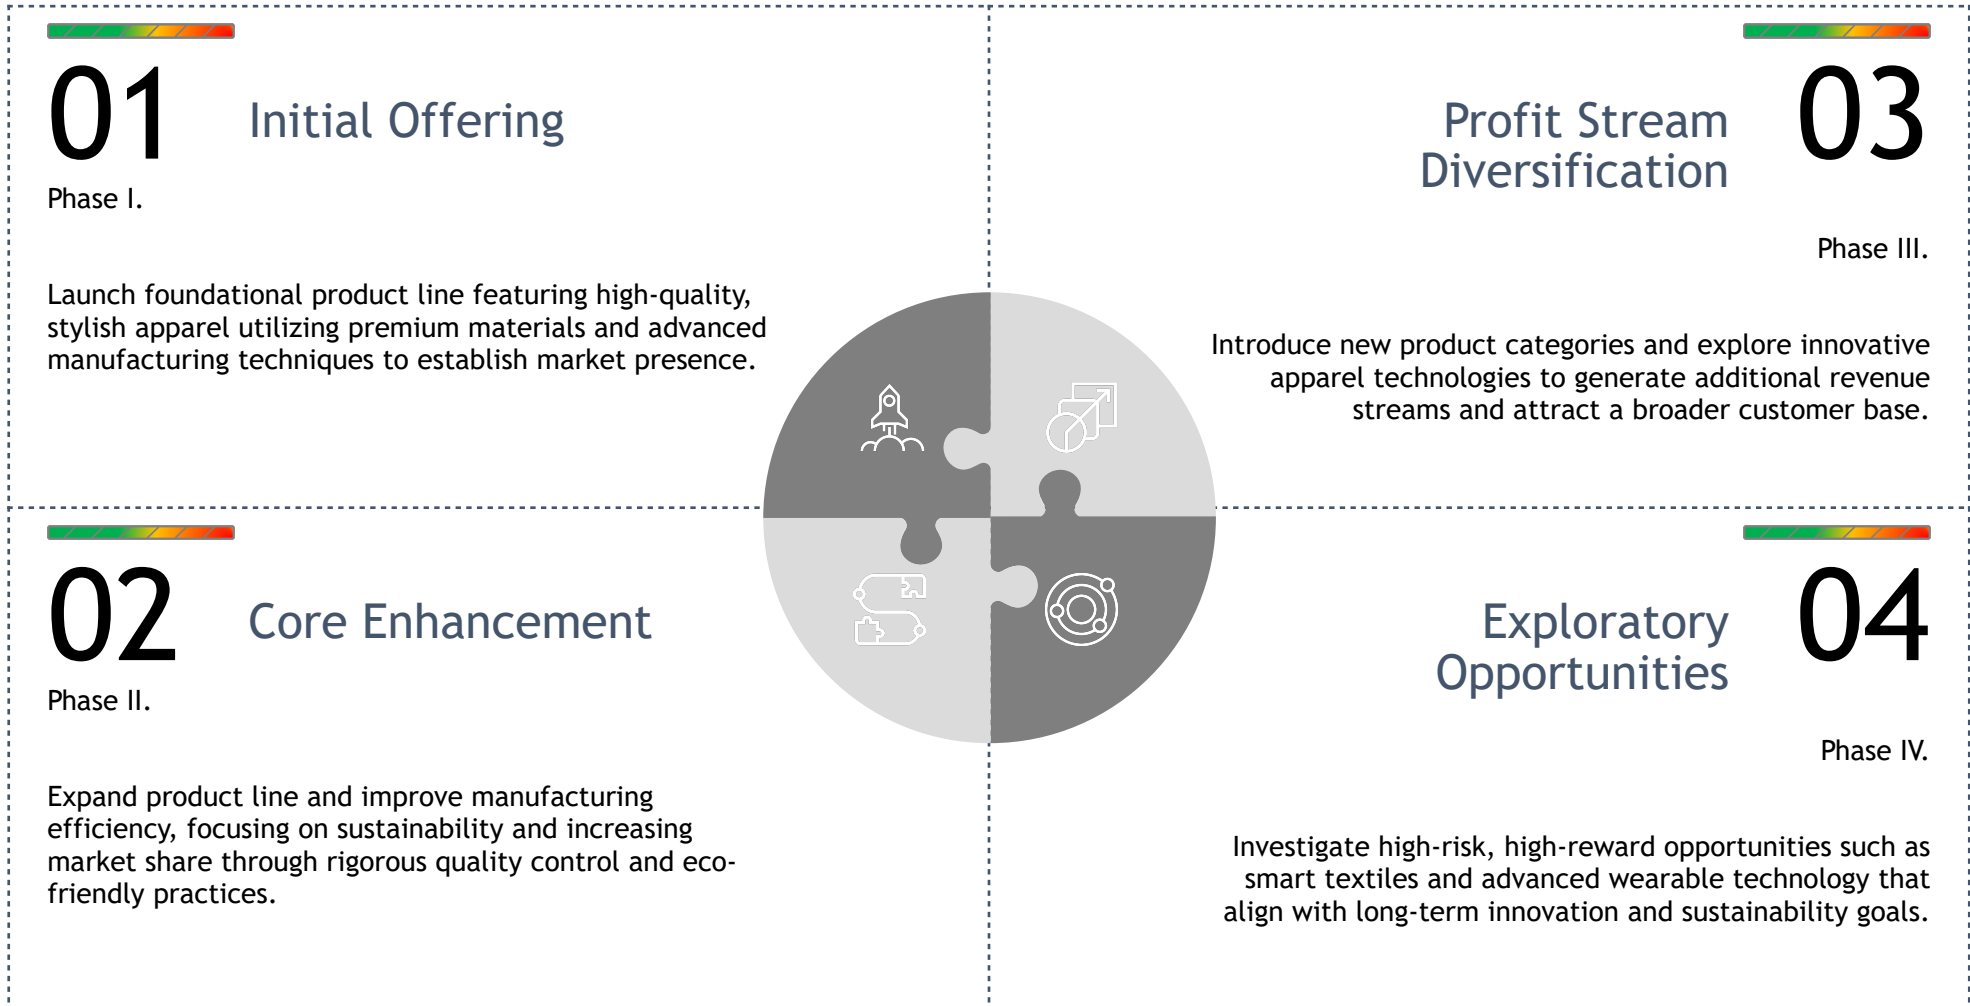 01
Initial Offering
Phase I.
Launch foundational product line featuring high-quality,
stylish apparel utilizing premium materials and advanced
manufacturing techniques to establish market presence.
02
Core Enhancement
Phase II.
Expand product line and improve manufacturing
efficiency, focusing on sustainability and increasing
market share through rigorous quality control and eco-
friendly practices.
03
Profit Stream
Diversification
Phase III.
Introduce new product categories and explore innovative
apparel technologies to generate additional revenue
streams and attract a broader customer base.
04
Exploratory
Opportunities
Phase IV.
Investigate high-risk, high-reward opportunities such as
smart textiles and advanced wearable technology that
align with long-term innovation and sustainability goals.